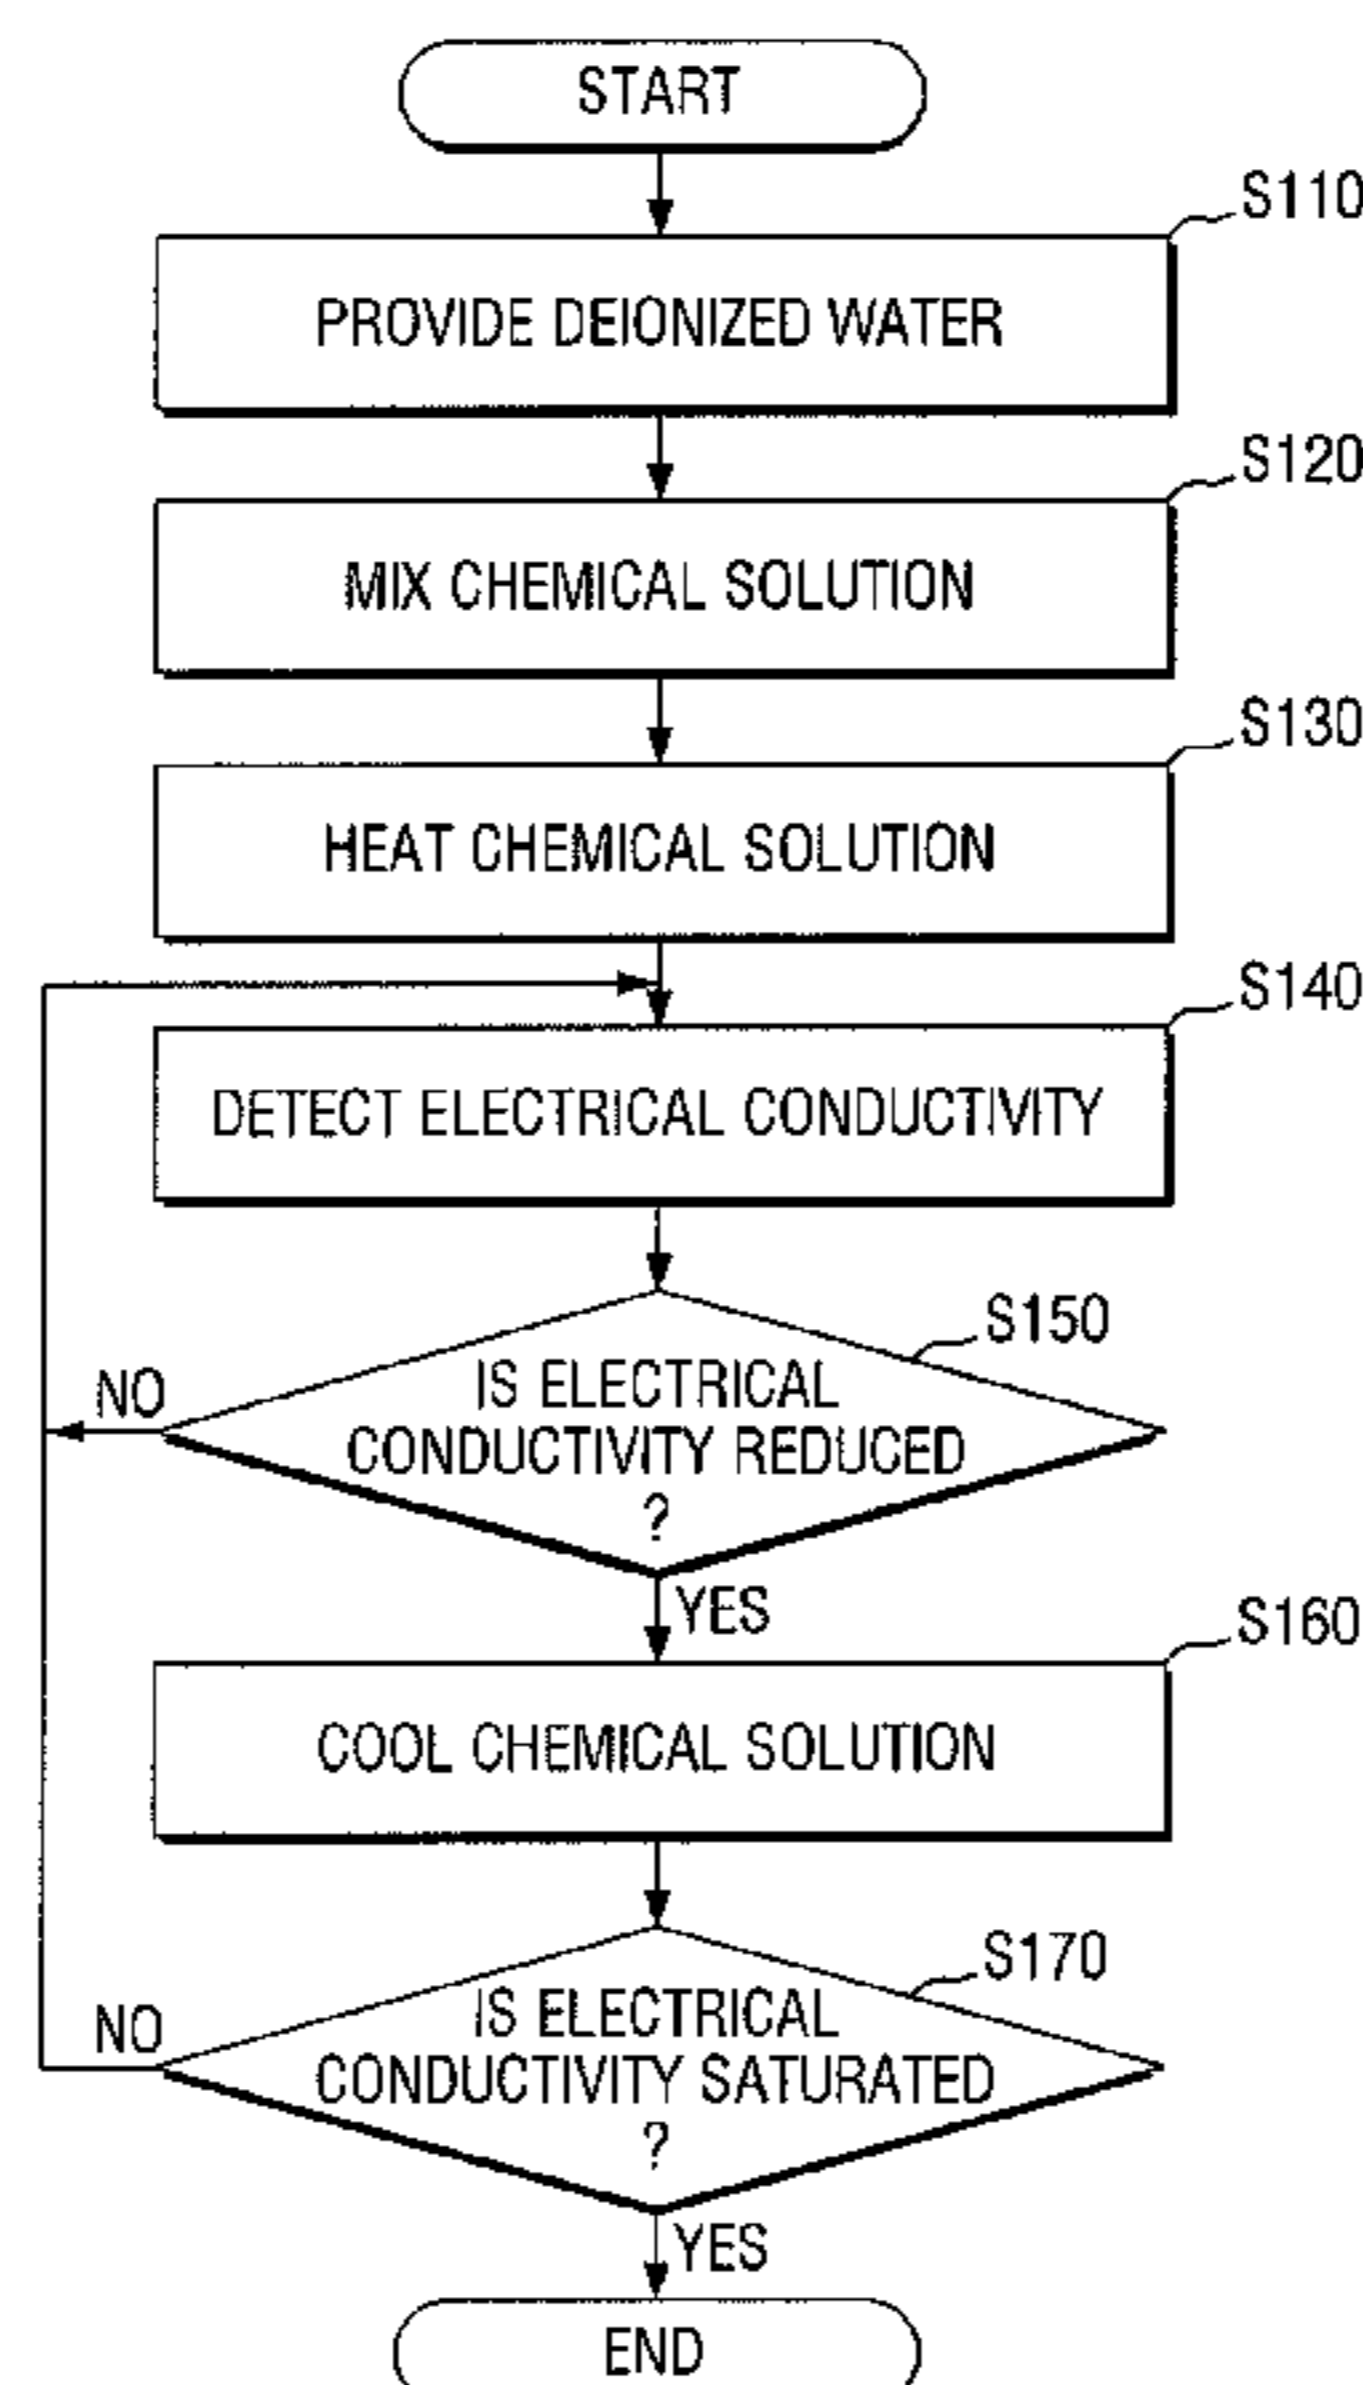 START
S110
PROVIDE DEIONIZED WATER
S120
MIX CHEMICAL SOLUTION
S130
HEAT CHEMICAL SOLUTION
S140
DETECT ELECTRICAL CONDUCTIVITY
S150
IS ELECTRICAL
CONDUCTIVITY REDUCED
?
NO
YES
S160
COOL CHEMICAL SOLUTION
S170
IS ELECTRICAL
CONDUCTIVITY SATURATED
?
NO
YES
END